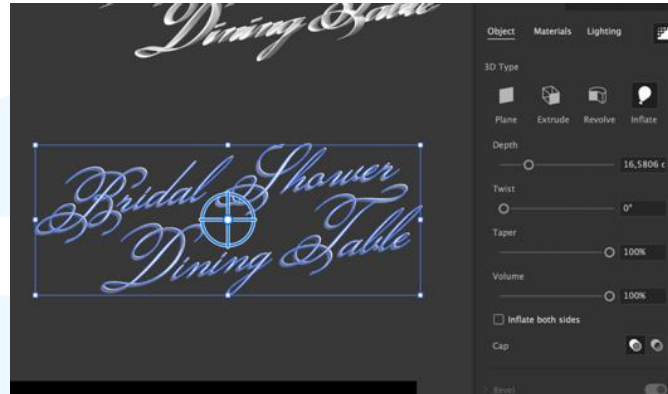 Dining Table
Object Materials Lighting
3D Type
Plane Extrude Revolve Inflate
Depth
16,5806 c
Twist
0°
Taper
100%
Volume
100%
Inflate both sides
Cap
Bevel
Bridal Shower
Dining Table